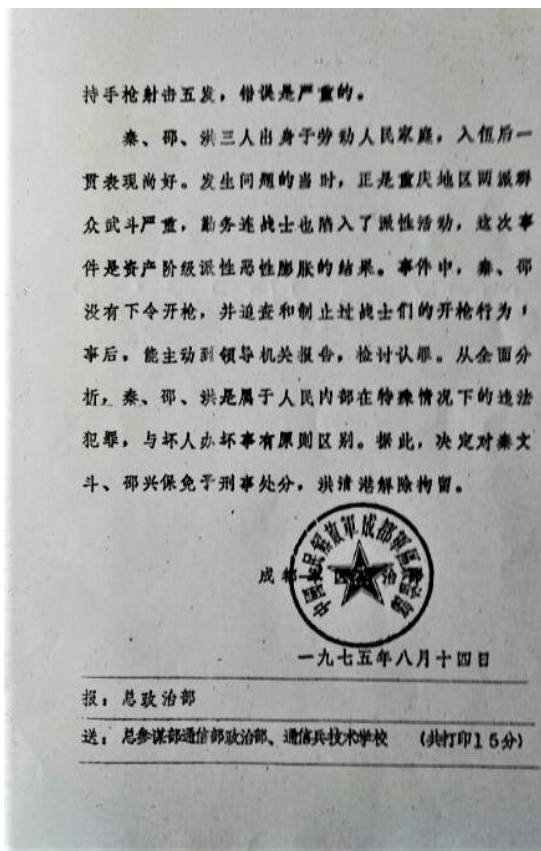 持手枪射击五发，错误是严重的。
秦、邵、洪三人出身于劳动人民家庭，入伍后一
贯表现尚好。发生问题的当时，正是重庆地区两派群
众武斗严重，勤务连战士也陷入了派性活动，这次事
件是资产阶级派性恶性膨胀的结果。事件中，秦、邵
没有下令开枪，并追查和制止过战士们的开枪行为，
事后，能主动到领导机关报告，检讨认罪。从全面分
析，秦、邵、洪是属于人民内部在特殊情况下的违法
犯罪，与坏人办坏事有原则区别。据此，决定对秦文
斗、邵兴保免于刑事处分，洪清港解除拘留。
成都 区 会
中国人民解放軍成都軍区政治部
一九七五年八月十四日
报：总政治部
送：总参谋部通信部政治部、通信兵技术学校 （共打印15分）